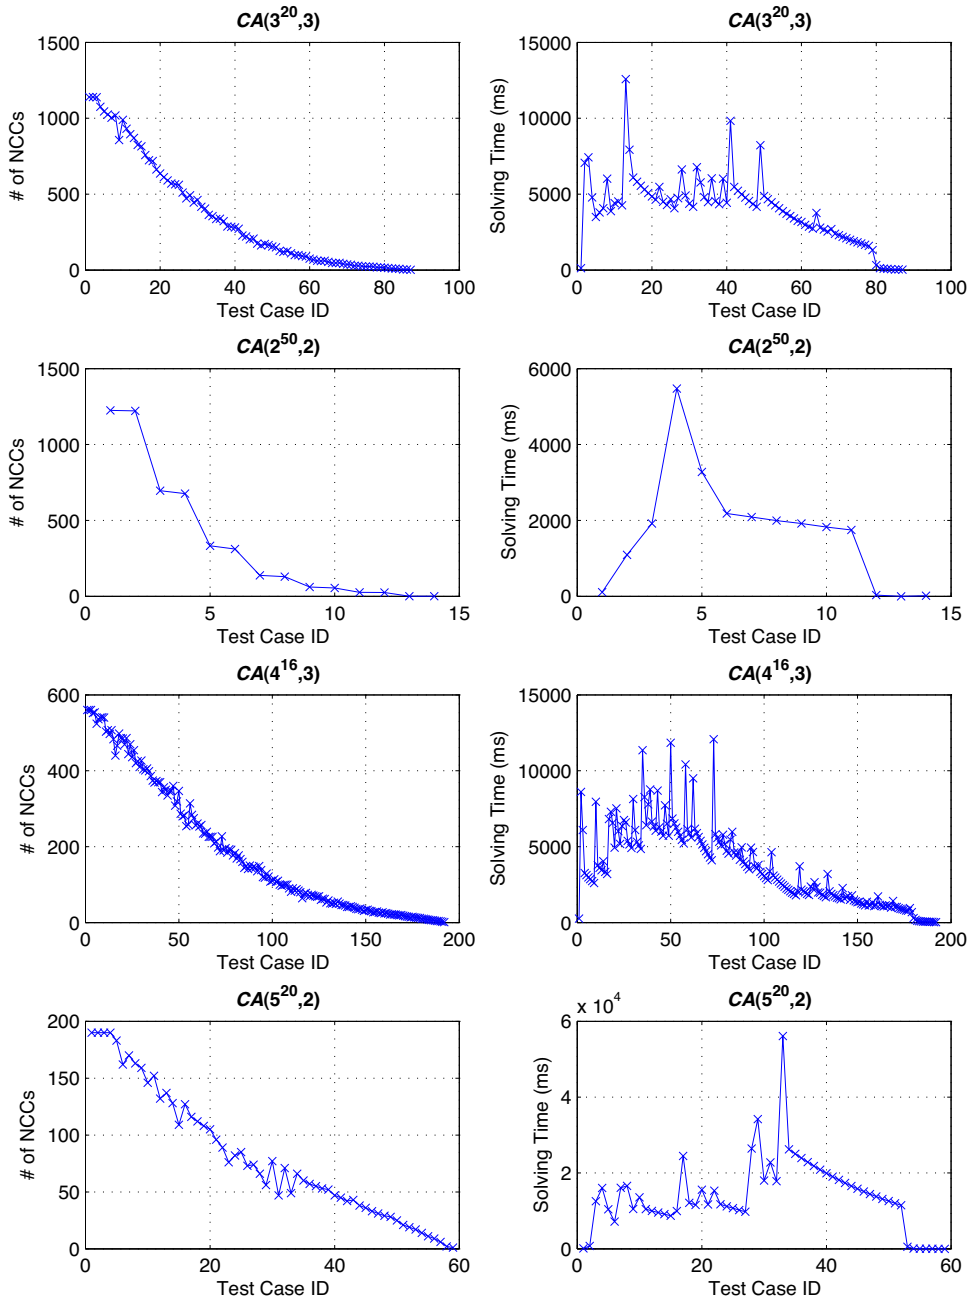 CA(3^20,3)
1500
1000
500
0
# of NCCs
0 20 40 60 80 100
Test Case ID
CA(3^20,3)
15000
10000
5000
0
Solving Time (ms)
0 20 40 60 80 100
Test Case ID
CA(2^50,2)
1500
1000
500
0
# of NCCs
0 5 10 15
Test Case ID
CA(2^50,2)
6000
4000
2000
0
Solving Time (ms)
0 5 10 15
Test Case ID
CA(4^16,3)
600
400
200
0
# of NCCs
0 50 100 150 200
Test Case ID
CA(4^16,3)
15000
10000
5000
0
Solving Time (ms)
0 50 100 150 200
Test Case ID
CA(5^20,2)
200
150
100
50
0
# of NCCs
0 20 40 60
Test Case ID
CA(5^20,2)
x 10^4
6
4
2
0
Solving Time (ms)
0 20 40 60
Test Case ID